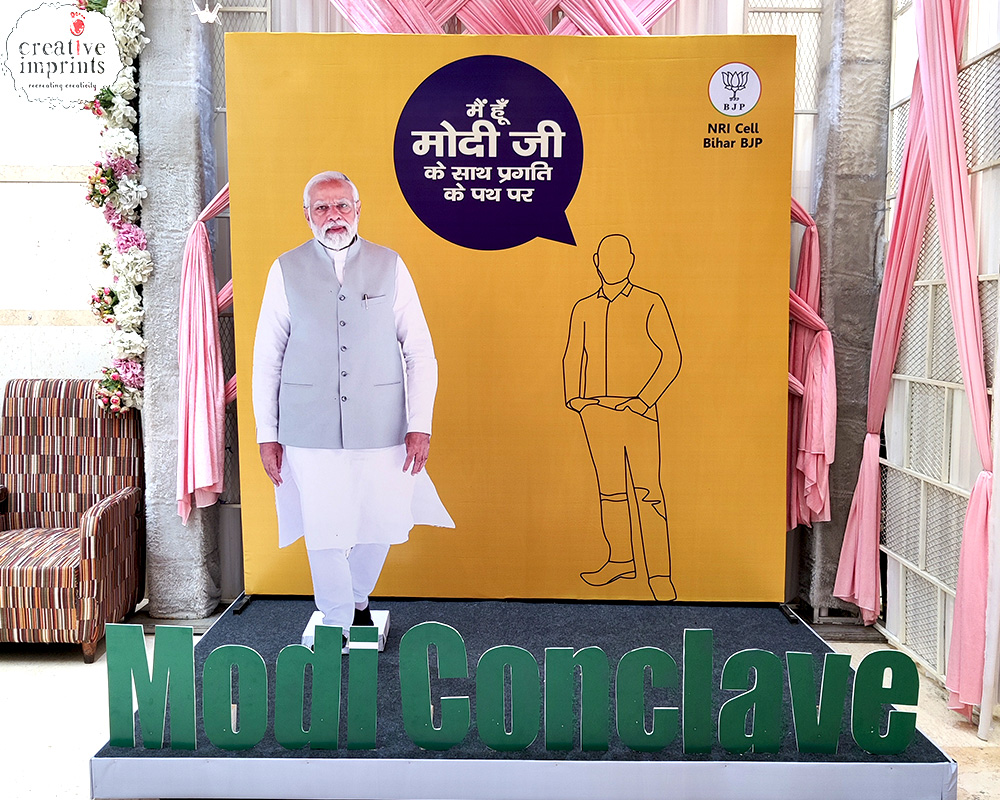 creative
imprints
recreating creativity
मैं हूँ
मोदी जी
के साथ प्रगति
के पथ पर
BJP
NRI Cell
Bihar BJP
Modi Conclave